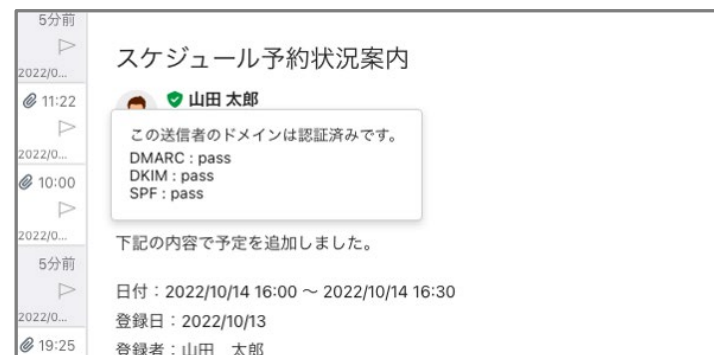 5分前
2022/0...
11:22
2022/0...
10:00
2022/0...
5分前
2022/0...
19:25
スケジュール予約状況案内
山田 太郎
この送信者のドメインは認証済みです。
DMARC : pass
DKIM : pass
SPF : pass
下記の内容で予定を追加しました。
日付：2022/10/14 16:00 ～ 2022/10/14 16:30
登録日：2022/10/13
登録者：山田　太郎